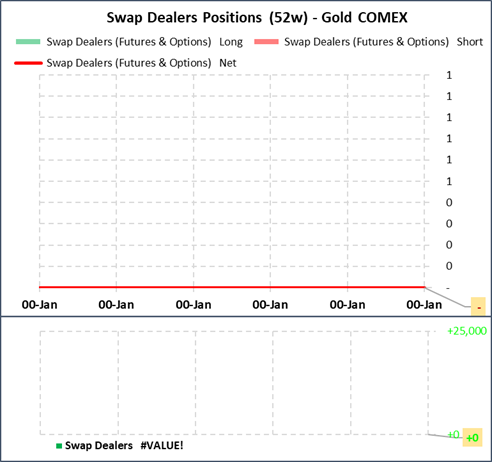 Swap Dealers Positions (52w) - Gold COMEX
Swap Dealers (Futures & Options) Long Swap Dealers (Futures & Options) Short
Swap Dealers (Futures & Options) Net
1
1
1
1
1
1
0
0
0
0
-
00-Jan 00-Jan 00-Jan 00-Jan 00-Jan 00-Jan -
+25,000
+0 +0
Swap Dealers #VALUE!